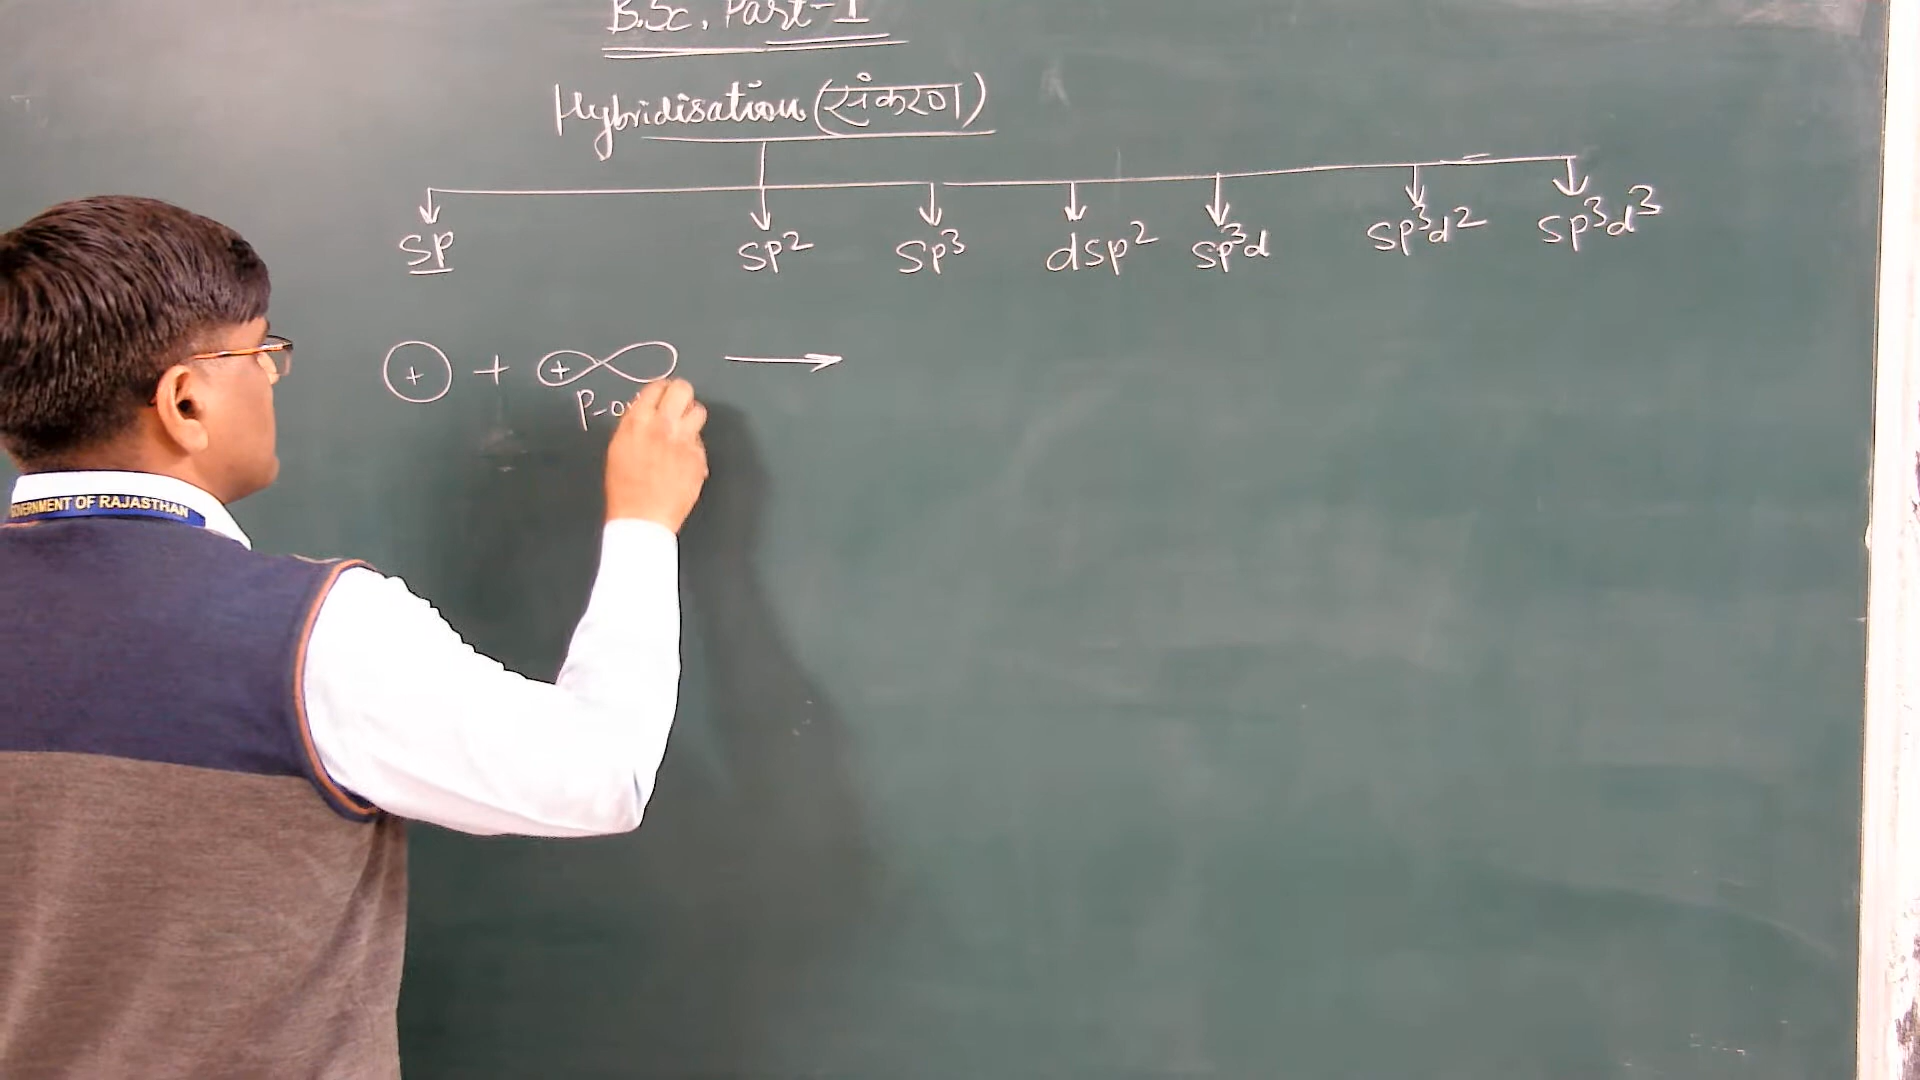 B.Sc. Part-I
Hybridisation (संकरण)
sp sp² sp³ dsp² sp³d sp³d² sp³d³
+ + + →
p-o
GOVERNMENT OF RAJASTHAN